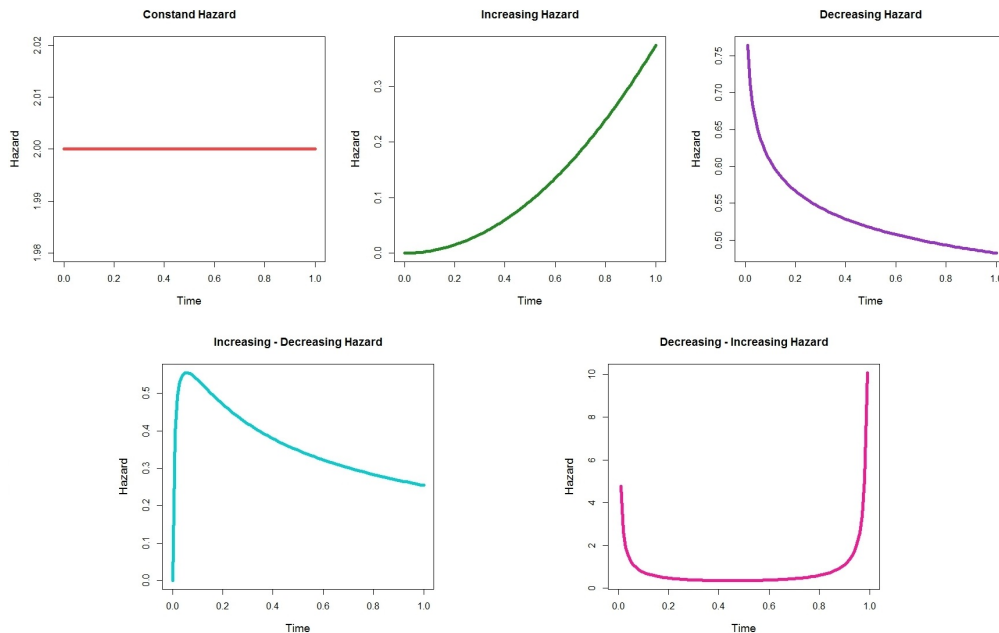 Constand Hazard
2.02
2.01
2.00
1.99
1.98
Hazard
0.0 0.2 0.4 0.6 0.8 1.0
Time
Increasing Hazard
0.3
0.2
0.1
0.0
Hazard
0.0 0.2 0.4 0.6 0.8 1.0
Time
Decreasing Hazard
0.75
0.70
0.65
0.60
0.55
0.50
Hazard
0.0 0.2 0.4 0.6 0.8 1.0
Time
Increasing - Decreasing Hazard
0.5
0.4
0.3
0.2
0.1
0.0
Hazard
0.0 0.2 0.4 0.6 0.8 1.0
Time
Decreasing - Increasing Hazard
10
8
6
4
2
0
Hazard
0.0 0.2 0.4 0.6 0.8 1.0
Time